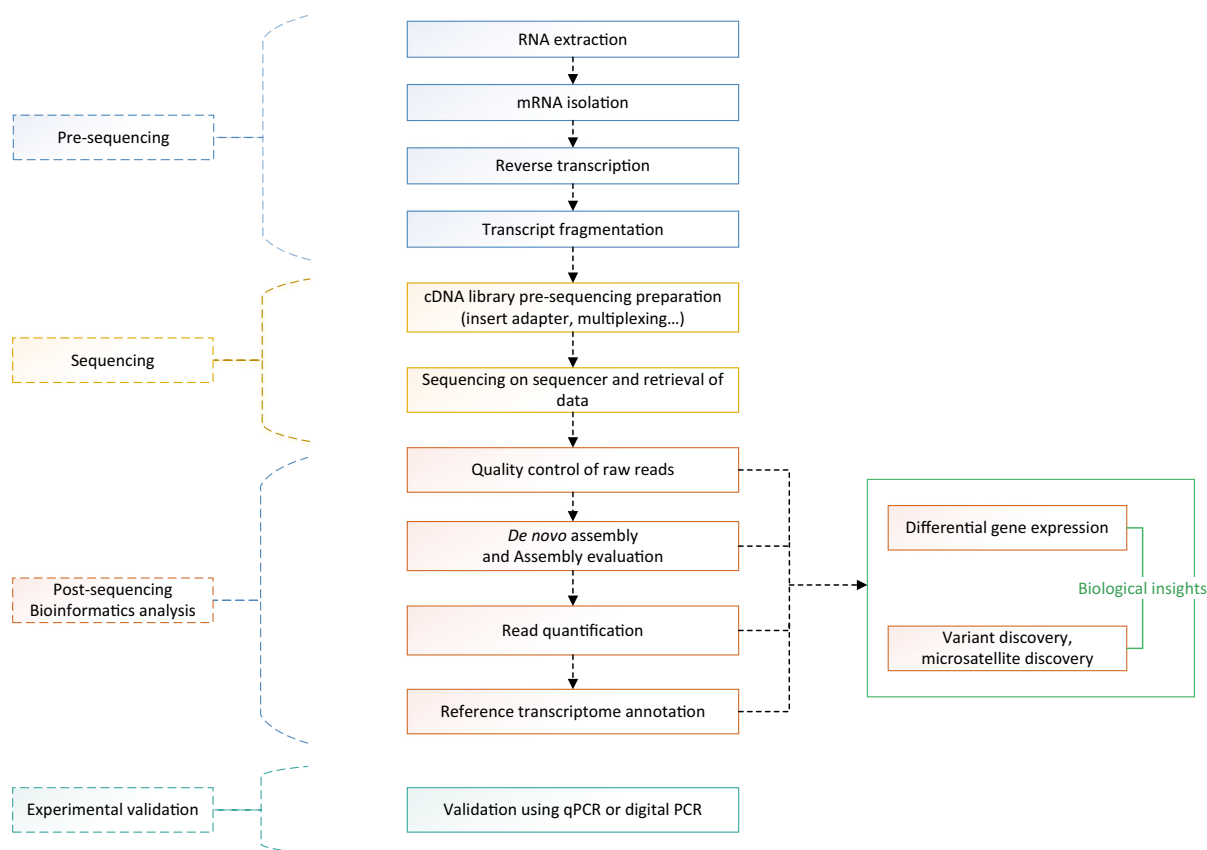 RNA extraction
mRNA isolation
Pre-sequencing
Reverse transcription
Transcript fragmentation
cDNA library pre-sequencing preparation
(insert adapter, multiplexing...)
Sequencing
Sequencing on sequencer and retrieval of
data
Quality control of raw reads
De novo assembly
and Assembly evaluation
Post-sequencing
Bioinformatics analysis
Read quantification
Reference transcriptome annotation
Differential gene expression
Biological insights
Variant discovery,
microsatellite discovery
Experimental validation
Validation using qPCR or digital PCR